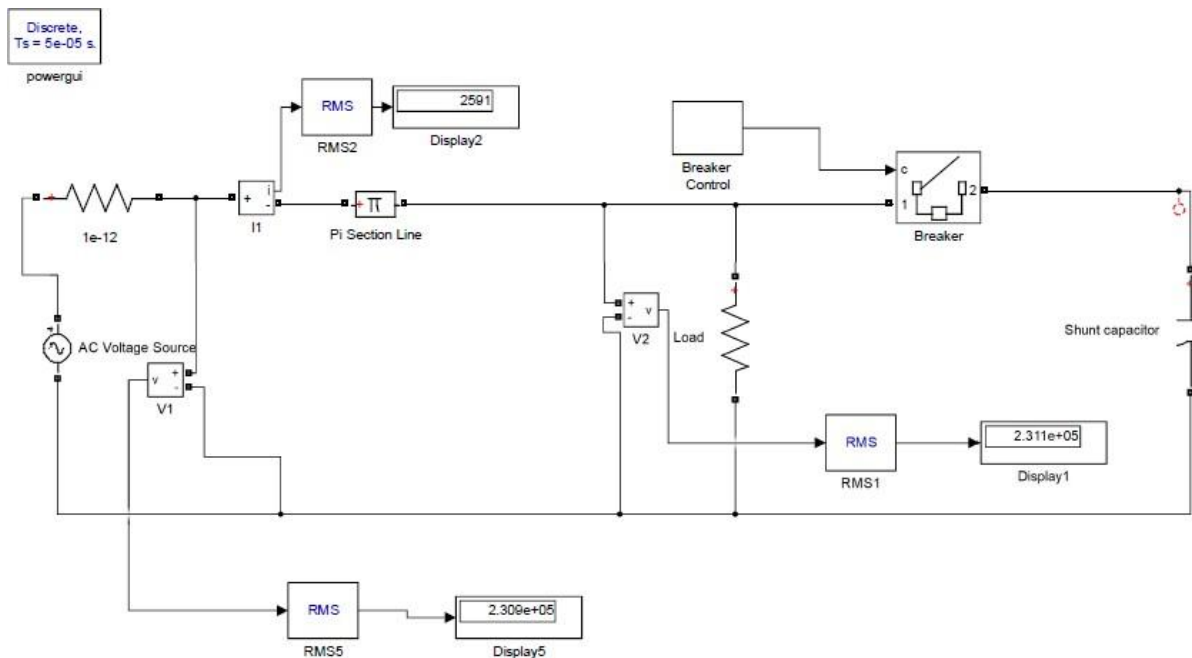 Discrete,
Ts = 5e-05 s.
powergui
RMS
2591
RMS2
Display2
Breaker
Control
c
1
2
Breaker
1e-12
+
i
-
I1
+
π
Pi Section Line
AC Voltage Source
v
+
-
V1
+
-
v
V2
Load
Shunt capacitor
RMS
2.311e+05
RMS1
Display1
RMS
2.309e+05
RMS5
Display5